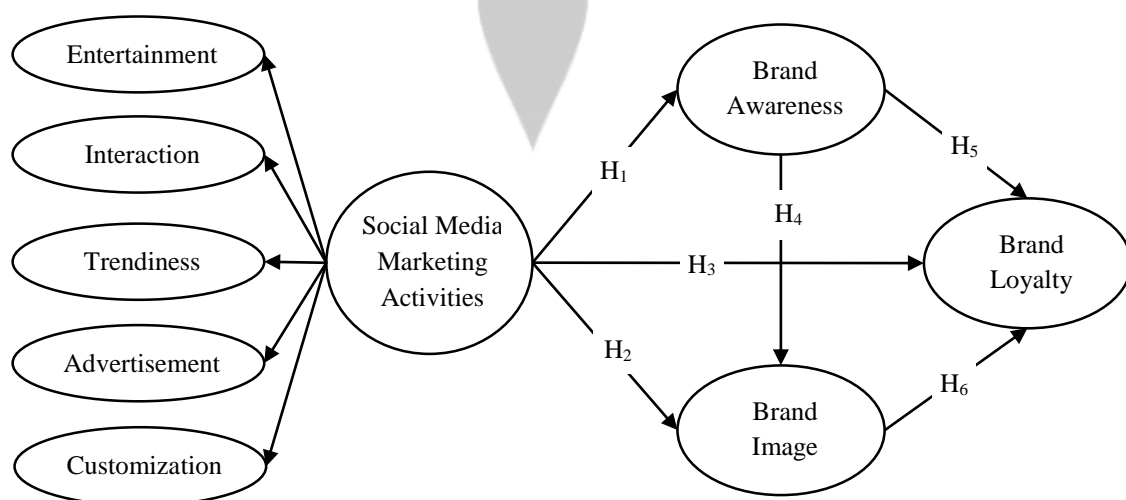 Entertainment
Interaction
Trendiness
Advertisement
Customization
Social Media
Marketing
Activities
H₁
H₂
H₃
H₄
H₅
H₆
Brand
Awareness
Brand
Image
Brand
Loyalty